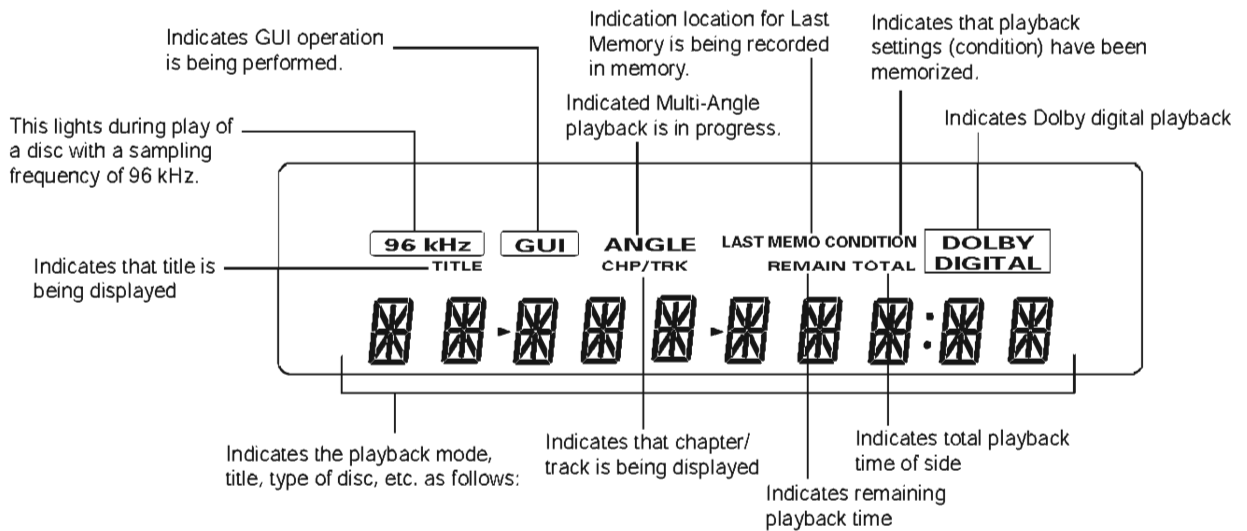 Indicates GUI operation
is being performed.
Indication location for Last
Memory is being recorded
in memory.
Indicates that playback
settings (condition) have been
memorized.
Indicated Multi-Angle
playback is in progress.
Indicates Dolby digital playback
This lights during play of
a disc with a sampling
frequency of 96 kHz.
96 kHz GUI ANGLE LAST MEMO CONDITION DOLBY
DIGITAL
TITLE CHP/TRK REMAIN TOTAL
Indicates that title is
being displayed
Indicates the playback mode,
title, type of disc, etc. as follows:
Indicates that chapter/
track is being displayed
Indicates total playback
time of side
Indicates remaining
playback time